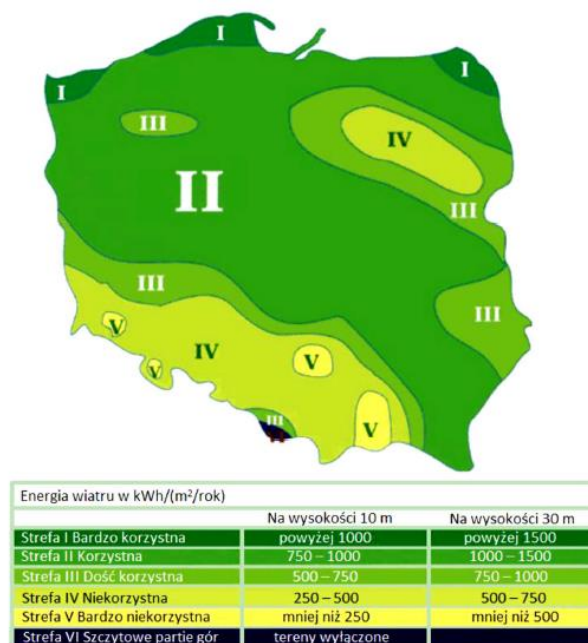 I
I
I
III
IV
II
III
III
III
V
IV
V
V
III
V
Energia wiatru w kWh/(m²/rok)
Na wysokości 10 m Na wysokości 30 m
Strefa I Bardzo korzystna powyżej 1000 powyżej 1500
Strefa II Korzystna 750 – 1000 1000 – 1500
Strefa III Dość korzystna 500 – 750 750 – 1000
Strefa IV Niekorzystna 250 – 500 500 – 750
Strefa V Bardzo niekorzystna mniej niż 250 mniej niż 500
Strefa VI Szczytowe partie gór tereny wyłączone